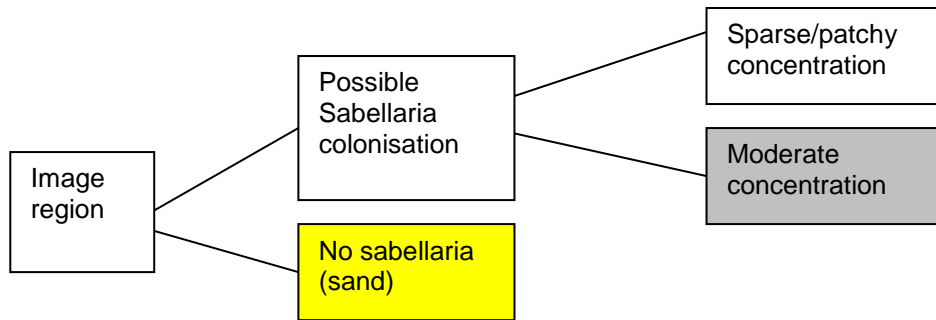 Image
region
Possible
Sabellaria
colonisation
No sabellaria
(sand)
Sparse/patchy
concentration
Moderate
concentration